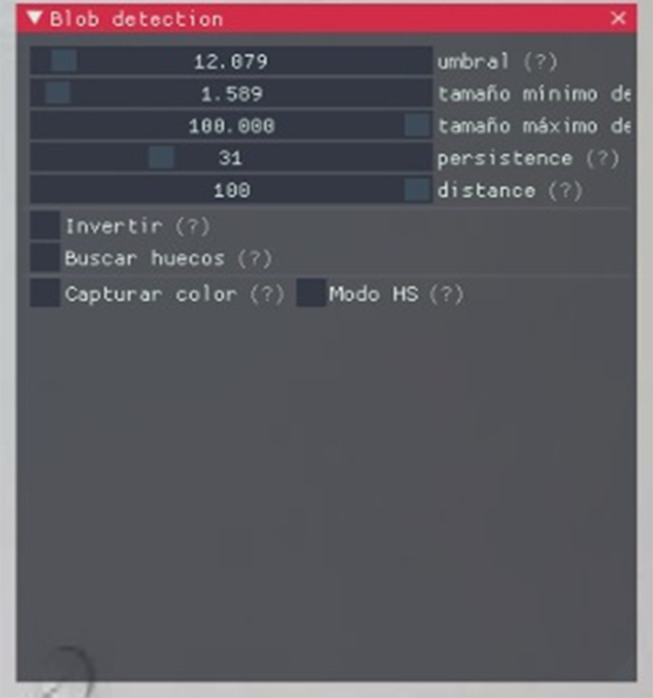 Blob detection
12.079 umbral (?)
1.589 tamaño mínimo de
100.000 tamaño máximo de
31 persistence (?)
100 distance (?)
Invertir (?)
Buscar huecos (?)
Capturar color (?) Modo HS (?)